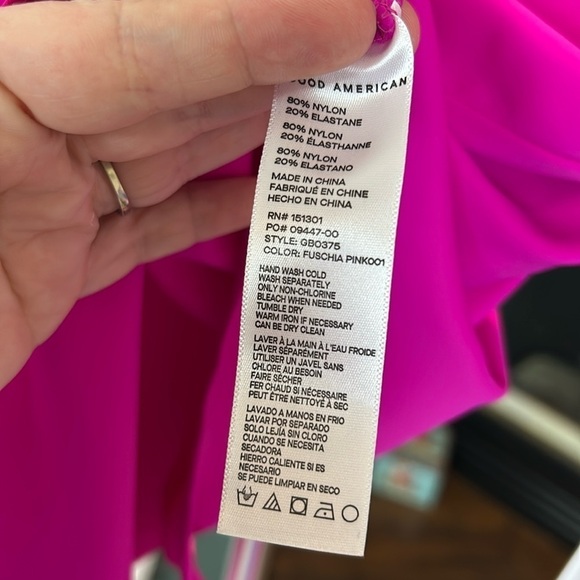 GOOD AMERICAN
80% NYLON
20% ELASTANE
80% NYLON
20% ÉLASTHANNE
80% NYLON
20% ELASTANO
MADE IN CHINA
FABRIQUÉ EN CHINE
HECHO EN CHINA
RN# 151301
PO# 09447-00
STYLE: GB0375
COLOR: FUSCHIA PINK001
HAND WASH COLD
WASH SEPARATELY
ONLY NON-CHLORINE
BLEACH WHEN NEEDED
TUMBLE DRY
WARM IRON IF NECESSARY
CAN BE DRY CLEAN
LAVER À LA MAIN À L'EAU FROIDE
LAVER SÉPARÉMENT
UTILISER UN JAVEL SANS
CHLORE AU BESOIN
FAIRE SÉCHER
FER CHAUD SI NÉCESSAIRE
PEUT ÊTRE NETTOYÉ À SEC
LAVADO A MANOS EN FRIO
LAVAR POR SEPARADO
SOLO LEJÍA SIN CLORO
CUANDO SE NECESITA
SECADORA
HIERRO CALIENTE SI ES
NECESARIO
SE PUEDE LIMPIAR EN SECO